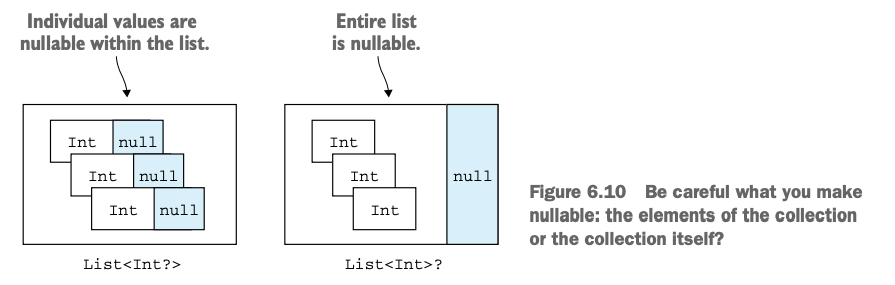 Individual values are
nullable within the list.
Entire list
is nullable.
Int null
Int null
Int null
List<Int?>
Int
Int
Int
null
List<Int>?
Figure 6.10 Be careful what you make
nullable: the elements of the collection
or the collection itself?